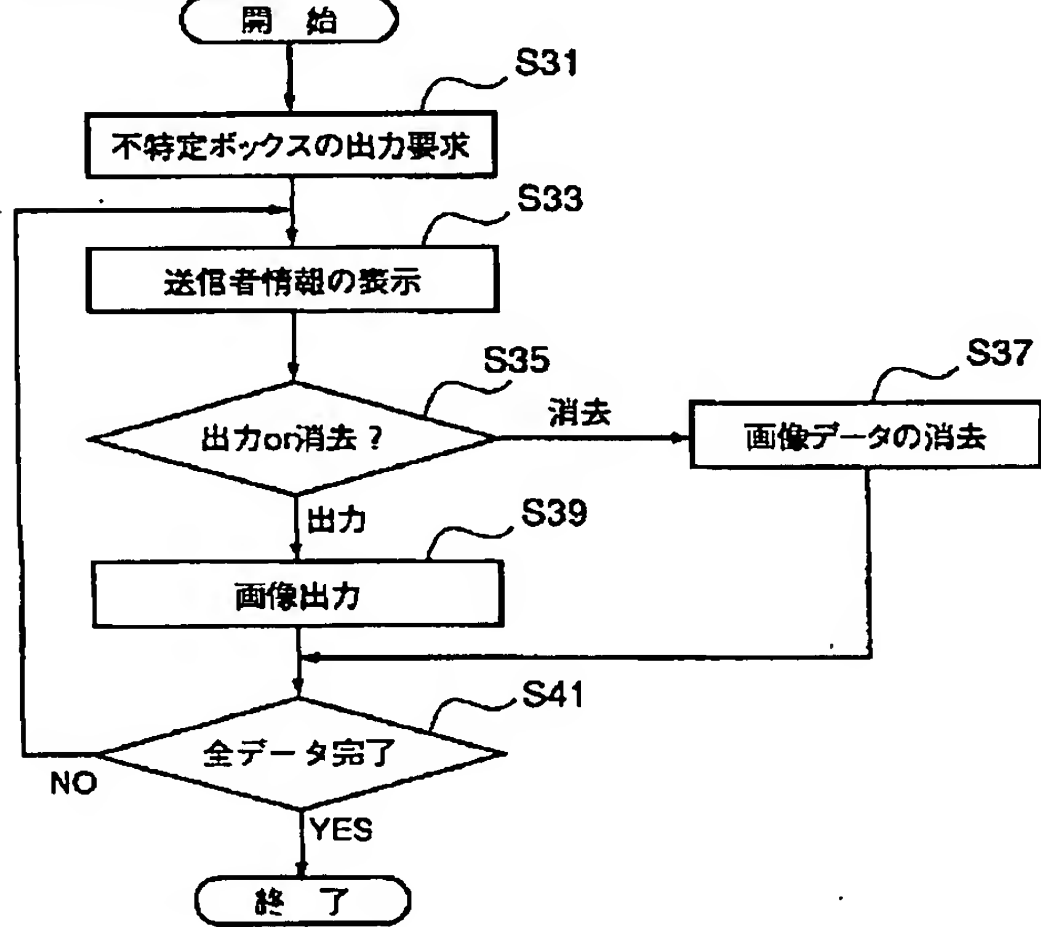 開 始
S31
不特定ボックスの出力要求
S33
送信者情報の表示
S35
出力or消去？
消去
S37
画像データの消去
出力
S39
画像出力
S41
全データ完了
NO
YES
終 了